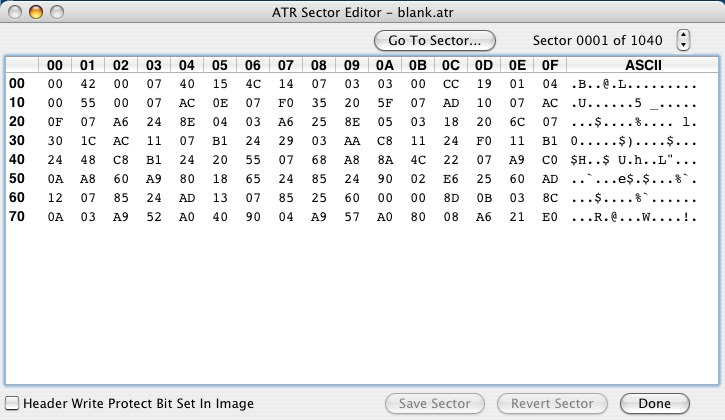 ATR Sector Editor – blank.atr
Go To Sector... Sector 0001 of 1040
00 01 02 03 04 05 06 07 08 09 0A 0B 0C 0D 0E 0F ASCII
00 00 42 00 07 40 15 4C 14 07 03 03 00 CC 19 01 04 .B..@.L.........
10 00 55 00 07 AC 0E 07 F0 35 20 5F 07 AD 10 07 AC .U......5 _.....
20 0F 07 A6 24 8E 04 03 A6 25 8E 05 03 18 20 6C 07 ...$....%.... l.
30 30 1C AC 11 07 B1 24 29 03 AA C8 11 24 F0 11 B1 0.....$)....$...
40 24 48 C8 B1 24 20 55 07 68 A8 8A 4C 22 07 A9 C0 $H..$ U.h..L"...
50 0A A8 60 A9 80 18 65 24 85 24 90 02 E6 25 60 AD ..`...e$.$...%`.
60 12 07 85 24 AD 13 07 85 25 60 00 00 8D 0B 03 8C ...$....%`......
70 0A 03 A9 52 A0 40 90 04 A9 57 A0 80 08 A6 21 E0 ...R.@...W....!.
Header Write Protect Bit Set In Image Save Sector Revert Sector Done